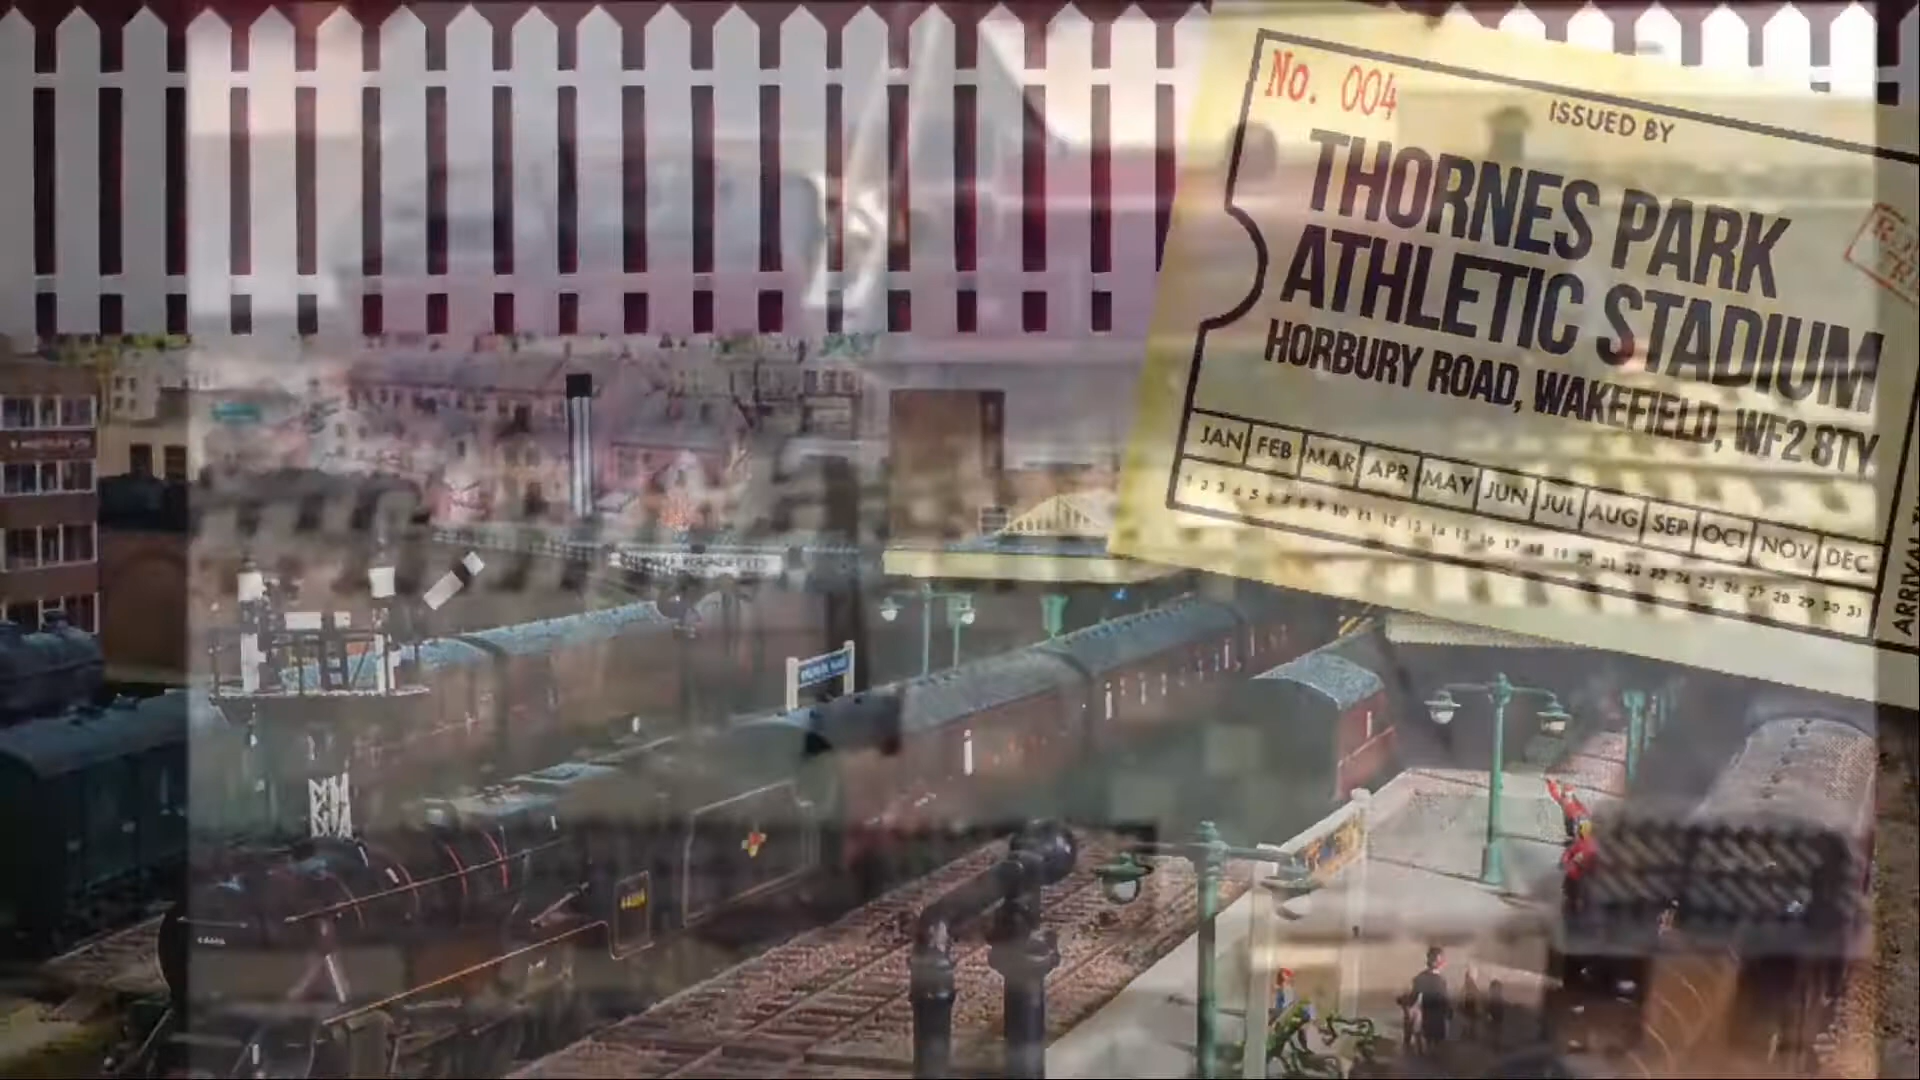 No. 004
ISSUED BY
THORNES PARK
ATHLETIC STADIUM
HORBURY ROAD, WAKEFIELD, WF2 8TY
JAN FEB MAR APR MAY JUN JUL AUG SEP OCT NOV DEC
1 2 3 4 5 6 7 8 9 10 11 12 13 14 15 16 17 18 19 20 21 22 23 24 25 26 27 28 29 30 31